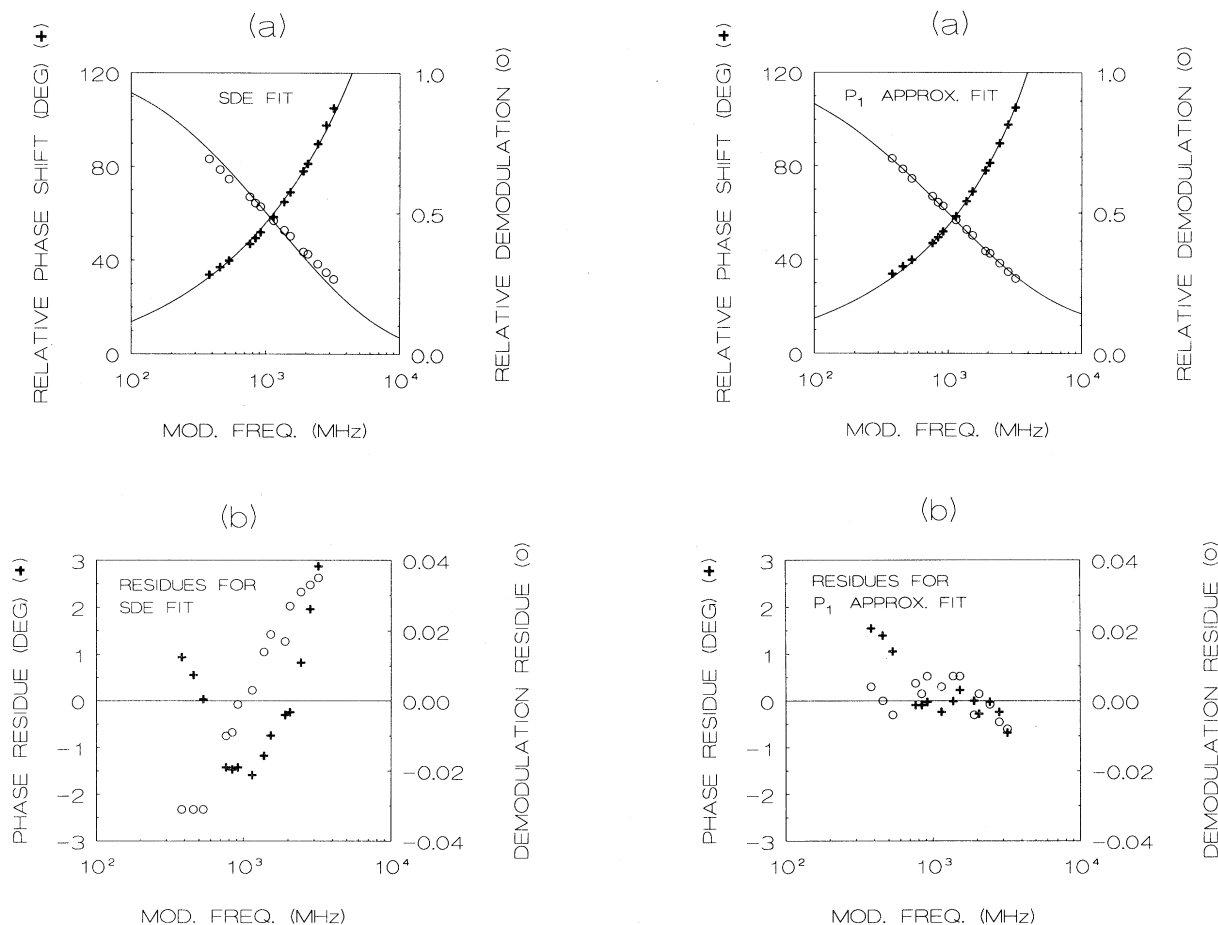 (a)
SDE FIT
RELATIVE PHASE SHIFT (DEG) (+)
120
80
40
0
RELATIVE DEMODULATION (O)
1.0
0.5
0.0
10²
10³
10⁴
MOD. FREQ. (MHz)
(a)
P₁ APPROX. FIT
RELATIVE PHASE SHIFT (DEG) (+)
120
80
40
0
RELATIVE DEMODULATION (O)
1.0
0.5
0.0
10²
10³
10⁴
MOD. FREQ. (MHz)
(b)
RESIDUES FOR
SDE FIT
PHASE RESIDUE (DEG) (+)
3
2
1
0
−1
−2
−3
DEMODULATION RESIDUE (O)
0.04
0.02
0.00
−0.02
−0.04
10²
10³
10⁴
MOD. FREQ. (MHz)
(b)
RESIDUES FOR
P₁ APPROX. FIT
PHASE RESIDUE (DEG) (+)
3
2
1
0
−1
−2
−3
DEMODULATION RESIDUE (O)
0.04
0.02
0.00
−0.02
−0.04
10²
10³
10⁴
MOD. FREQ. (MHz)